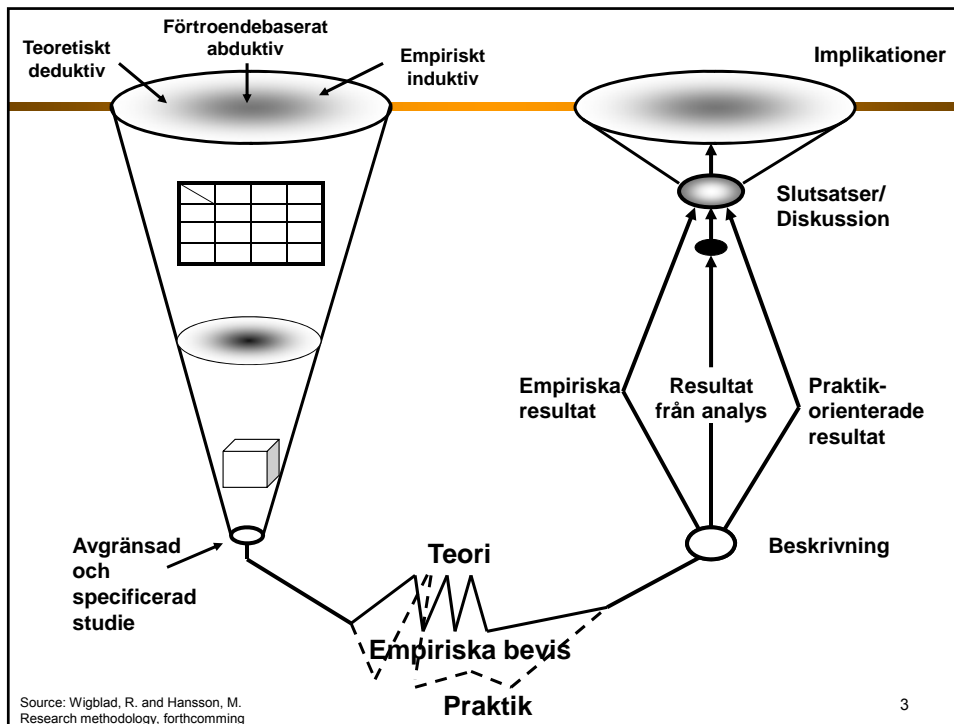 Förtroendebaserat
abduktiv
Teoretiskt
deduktiv
Empiriskt
induktiv
Implikationer
Slutsatser/
Diskussion
Empiriska
resultat
Resultat
från analys
Praktik-
orienterade
resultat
Avgränsad
och
specificerad
studie
Teori
Beskrivning
Empiriska bevis
Praktik
Source: Wigblad, R. and Hansson, M.
Research methodology, forthcomming
3